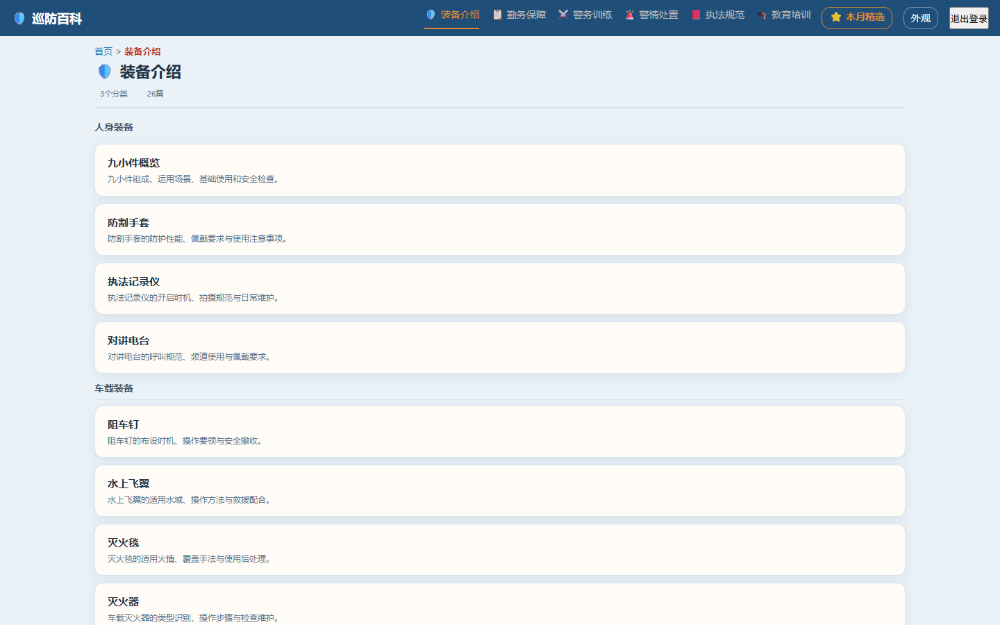 巡防百科
装备介绍
勤务保障
警务训练
警情处置
执法规范
教育培训
本月精选
外观
退出登录
首页 > 装备介绍
装备介绍
3个分类 26篇
人身装备
九小件概览
九小件组成、运用场景、基础使用和安全检查。
防割手套
防割手套的防护性能、佩戴要求与使用注意事项。
执法记录仪
执法记录仪的开启时机、拍摄规范与日常维护。
对讲电台
对讲电台的呼叫规范、频道使用与佩戴要求。
车载装备
阻车钉
阻车钉的布设时机、操作要领与安全撤收。
水上飞翼
水上飞翼的适用水域、操作方法与救援配合。
灭火毯
灭火毯的适用火情、覆盖手法与使用后处理。
灭火器
车载灭火器的类型识别、操作步骤与检查维护。